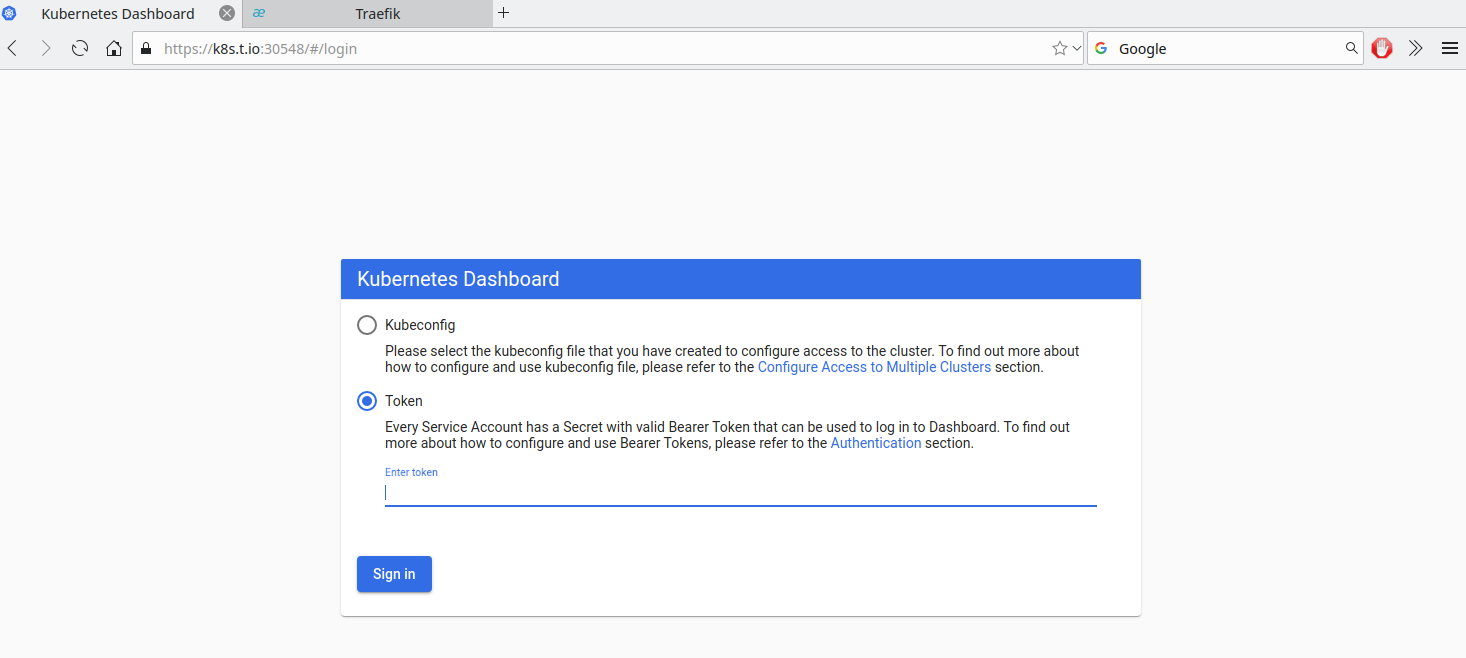 Kubernetes Dashboard
æ Traefik
https://k8s.t.io:30548/#/login
G Google
Kubernetes Dashboard
Kubeconfig
Please select the kubeconfig file that you have created to configure access to the cluster. To find out more about
how to configure and use kubeconfig file, please refer to the Configure Access to Multiple Clusters section.
Token
Every Service Account has a Secret with valid Bearer Token that can be used to log in to Dashboard. To find out
more about how to configure and use Bearer Tokens, please refer to the Authentication section.
Enter token
Sign in